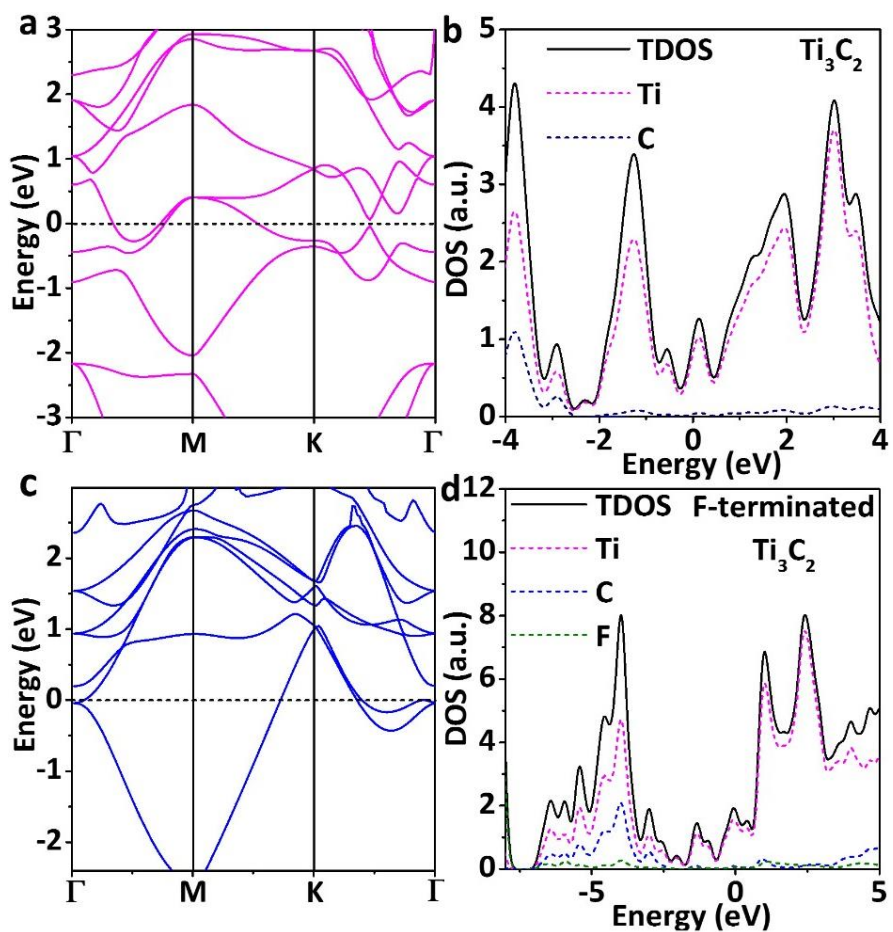 a
3
2
1
0
-1
-2
-3
Energy (eV)
Γ M K Γ
b
TDOS
Ti
C
Ti3C2
5
4
3
2
1
0
DOS (a.u.)
-4 -2 0 2 4
Energy (eV)
c
2
1
0
-1
-2
Energy (eV)
Γ M K Γ
d
12
10
8
6
4
2
0
DOS (a.u.)
TDOS F-terminated
Ti
Ti3C2
C
F
-5 0 5
Energy (eV)